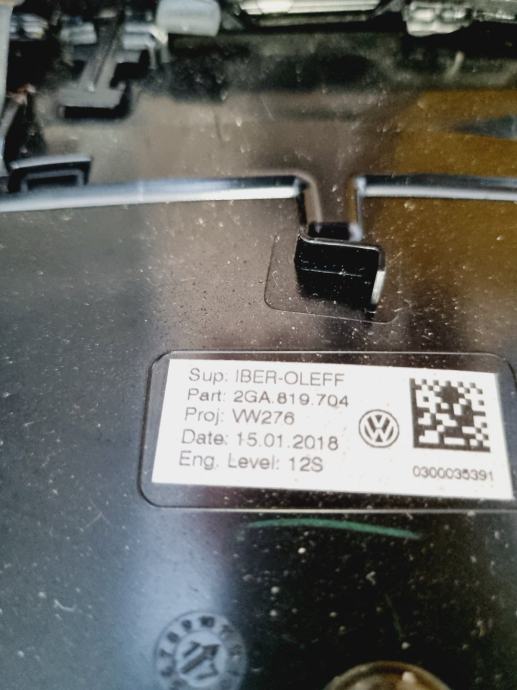 Sup: IBER-OLEFF
Part: 2GA.819.704
Proj: VW276
Date: 15.01.2018
Eng. Level: 12S
0300035391